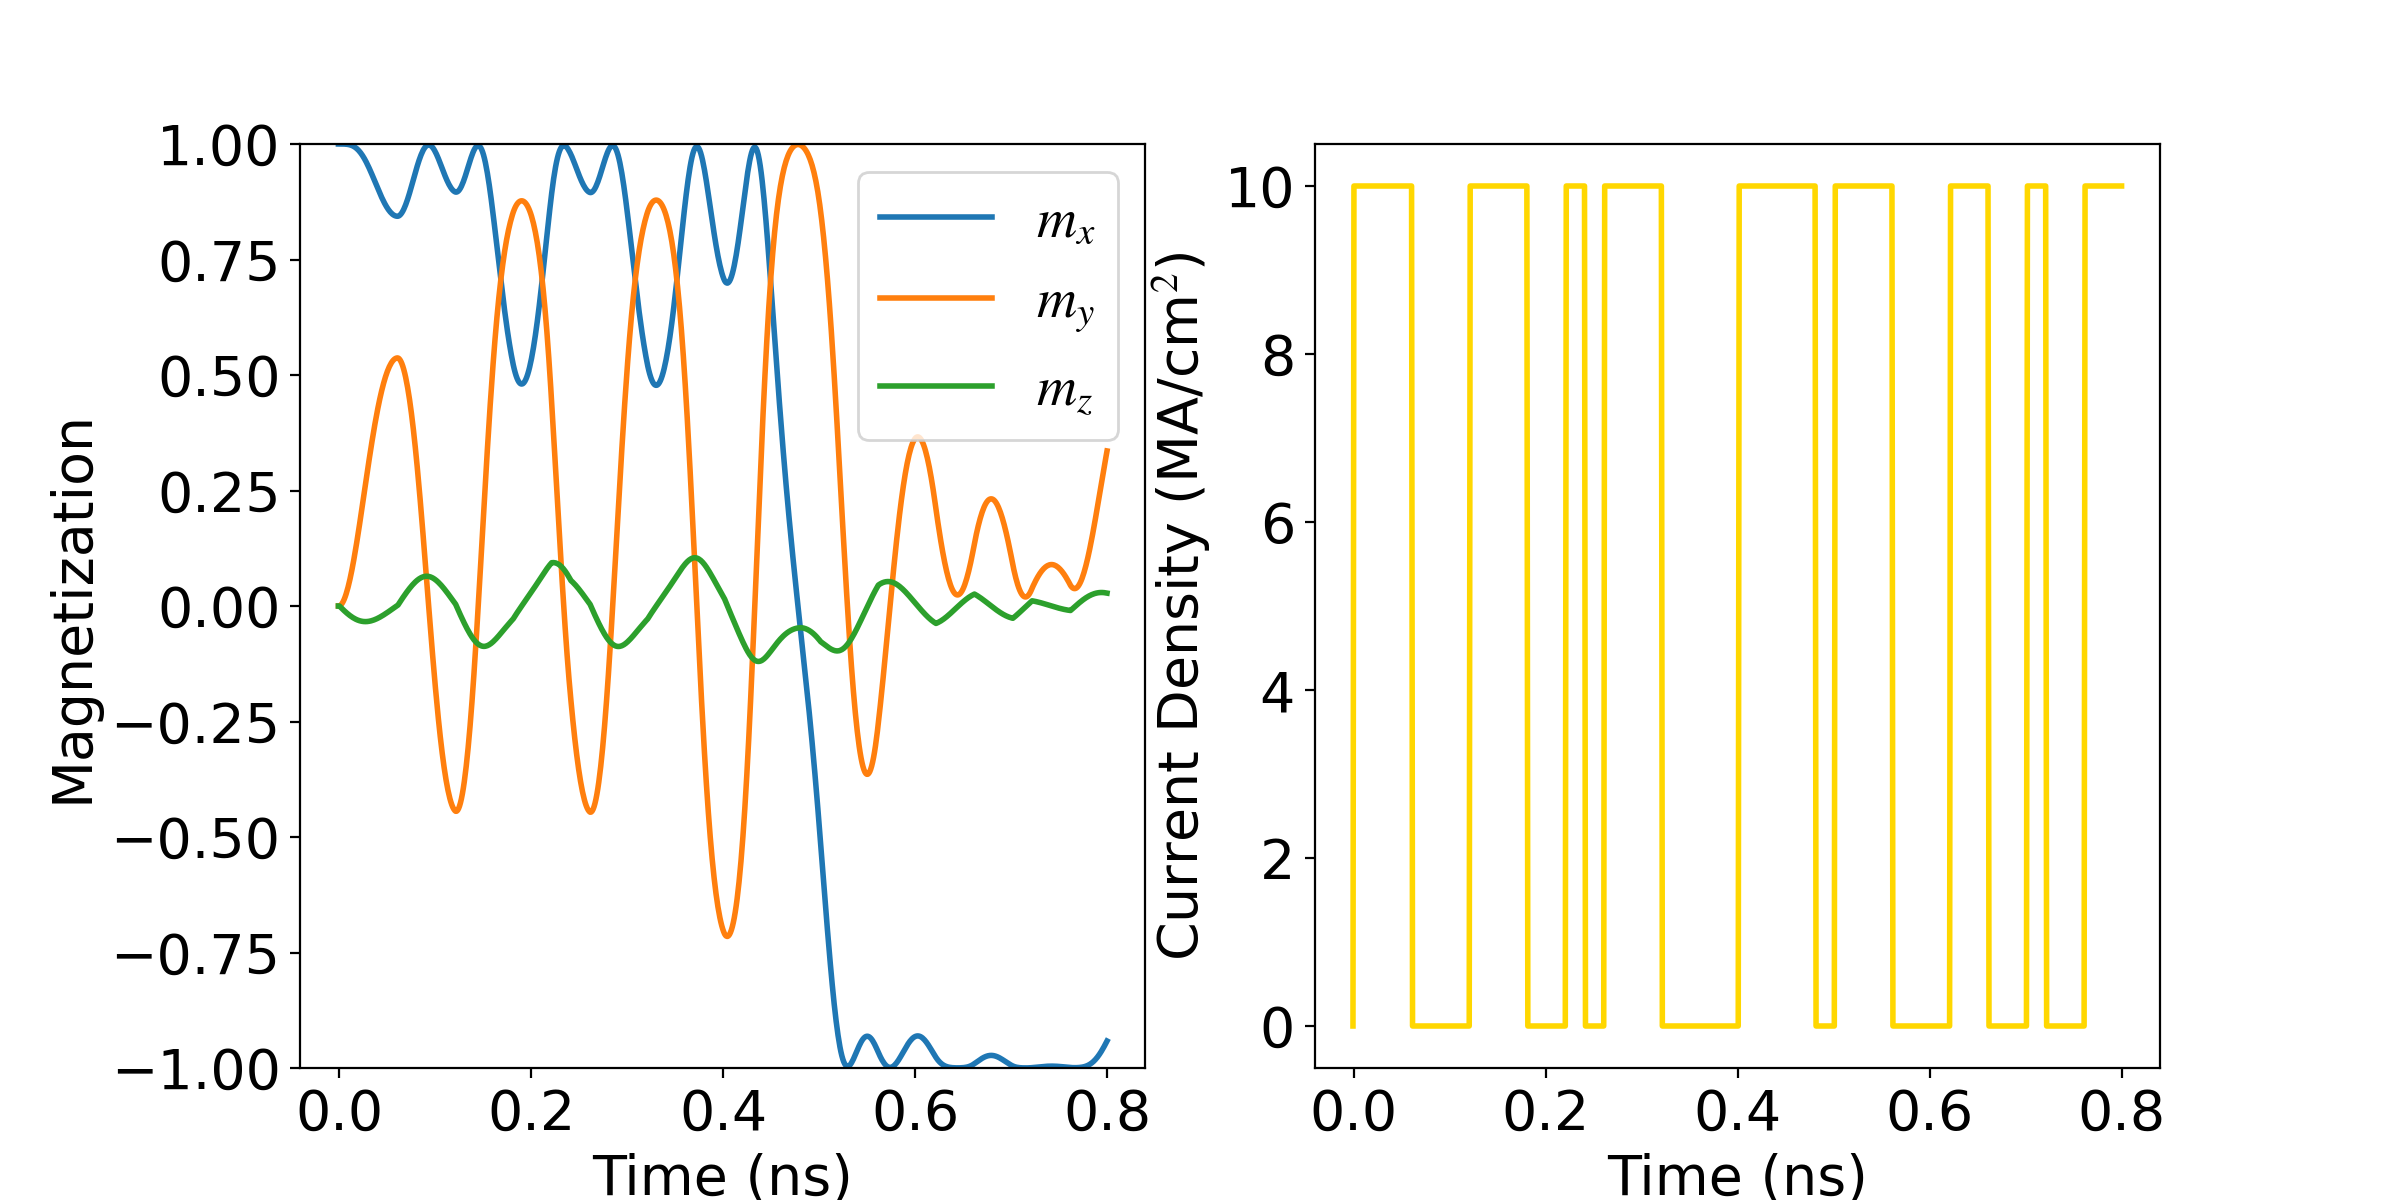 Magnetization
1.00
0.75
0.50
0.25
0.00
−0.25
−0.50
−0.75
−1.00
0.0 0.2 0.4 0.6 0.8
Time (ns)
m_x
m_y
m_z
Current Density (MA/cm²)
10
8
6
4
2
0
0.0 0.2 0.4 0.6 0.8
Time (ns)